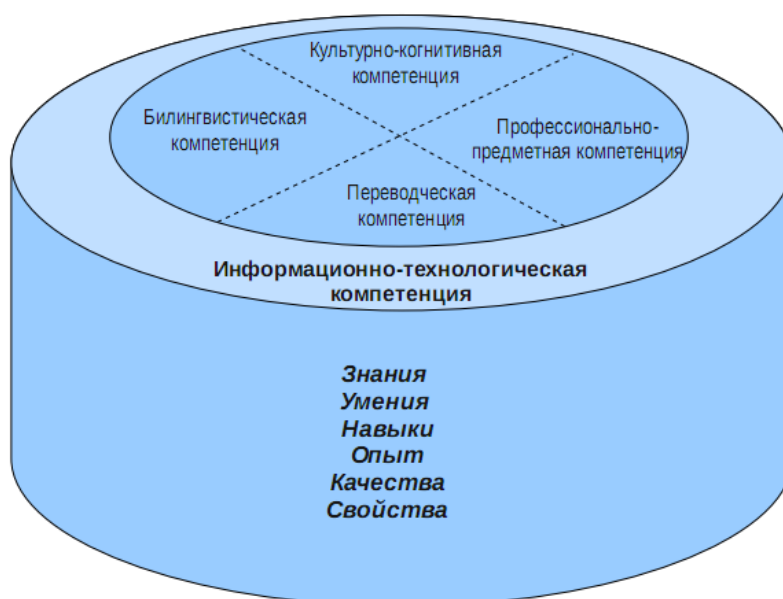 Культурно-когнитивная
компетенция
Билингвистическая
компетенция
Профессионально-
предметная компетенция
Переводческая
компетенция
Информационно-технологическая
компетенция
Знания
Умения
Навыки
Опыт
Качества
Свойства